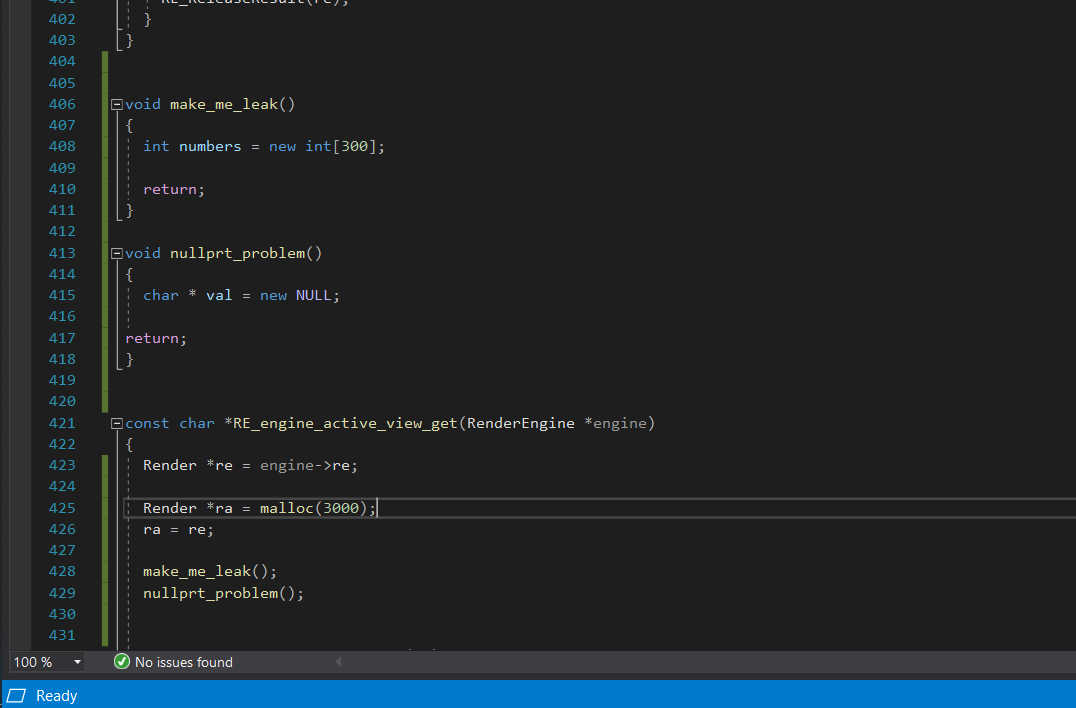 402 }
403 }
404
405
406 void make_me_leak()
407 {
408 int numbers = new int[300];
409
410 return;
411 }
412
413 void nullprt_problem()
414 {
415 char * val = new NULL;
416
417 return;
418 }
419
420
421 const char *RE_engine_active_view_get(RenderEngine *engine)
422 {
423 Render *re = engine->re;
424
425 Render *ra = malloc(3000);
426 ra = re;
427
428 make_me_leak();
429 nullprt_problem();
430
431
100 % No issues found
Ready